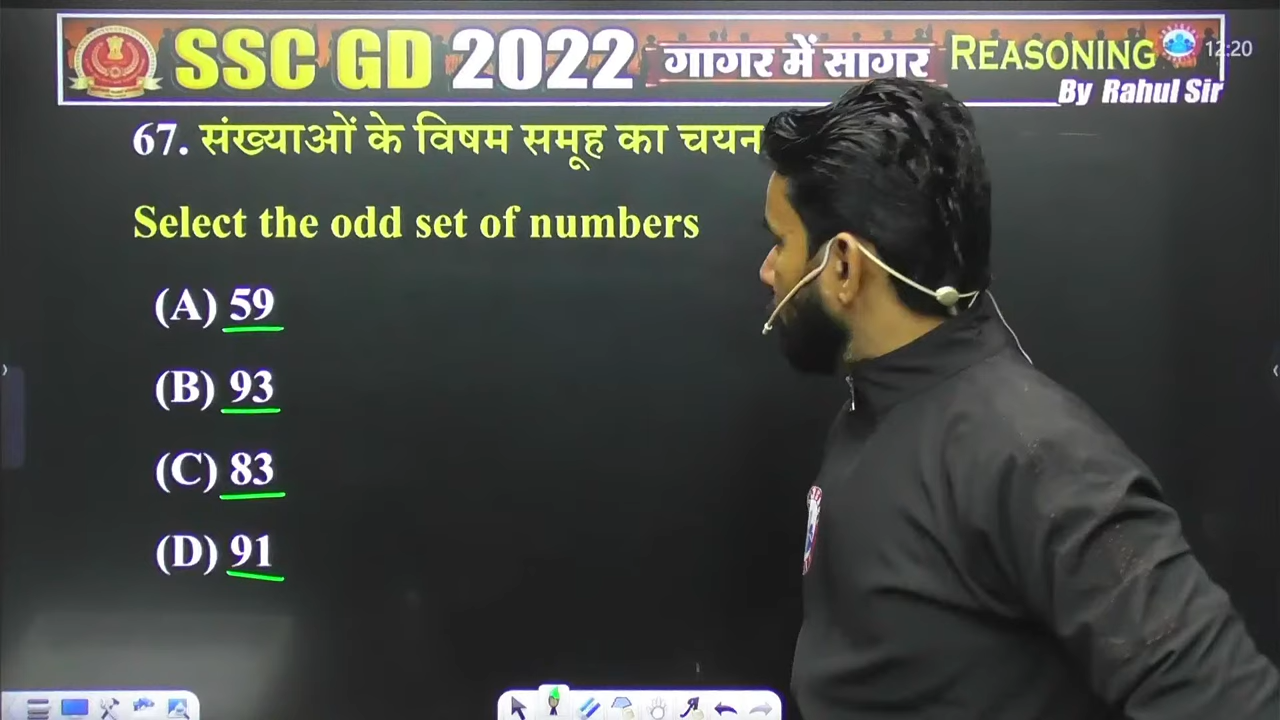 SSC GD 2022 गागर में सागर REASONING 12:20
By Rahul Sir
67. संख्याओं के विषम समूह का चयन
Select the odd set of numbers
(A) 59
(B) 93
(C) 83
(D) 91